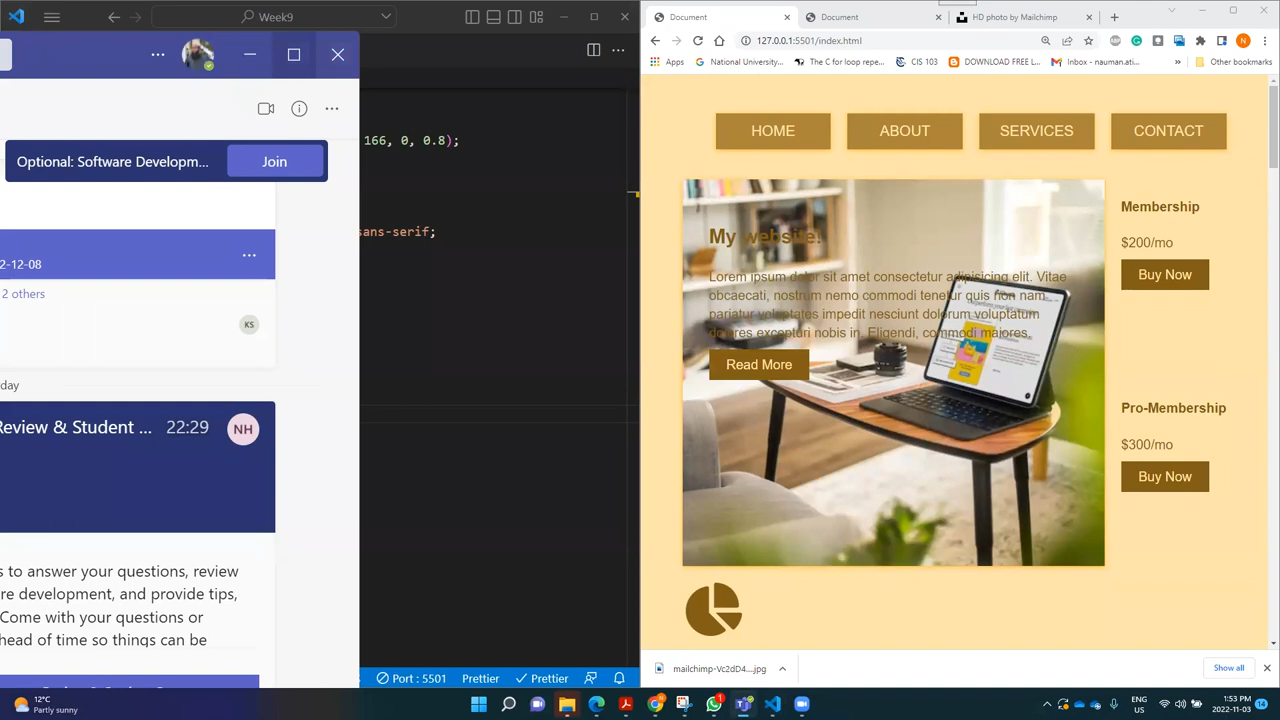 Week9
166, 0, 0.8);
sans-serif;
Optional: Software Developm...
Join
2-12-08
2 others
KS
day
Review & Student ...
22:29
NH
s to answer your questions, review
re development, and provide tips,
Come with your questions or
head of time so things can be
Port : 5501
Prettier
Prettier
Document
Document
HD photo by Mailchimp
127.0.0.1:5501/index.html
Apps
National University...
The C for loop repe...
CIS 103
DOWNLOAD FREE L...
Inbox - nauman.ati...
Other bookmarks
HOME
ABOUT
SERVICES
CONTACT
My website!
Lorem ipsum dolor sit amet consectetur adipisicing elit. Vitae
obcaecati, nostrum nemo commodi tenetur quis non nam
pariatur voluptates impedit nesciunt dolorum voluptatum
dolores excepturi nobis in. Eligendi, commodi maiores.
Read More
Membership
$200/mo
Buy Now
Pro-Membership
$300/mo
Buy Now
mailchimp-Vc2dD4....jpg
Show all
12°C
Partly sunny
1
ENG
US
1:53 PM
2022-11-03
14